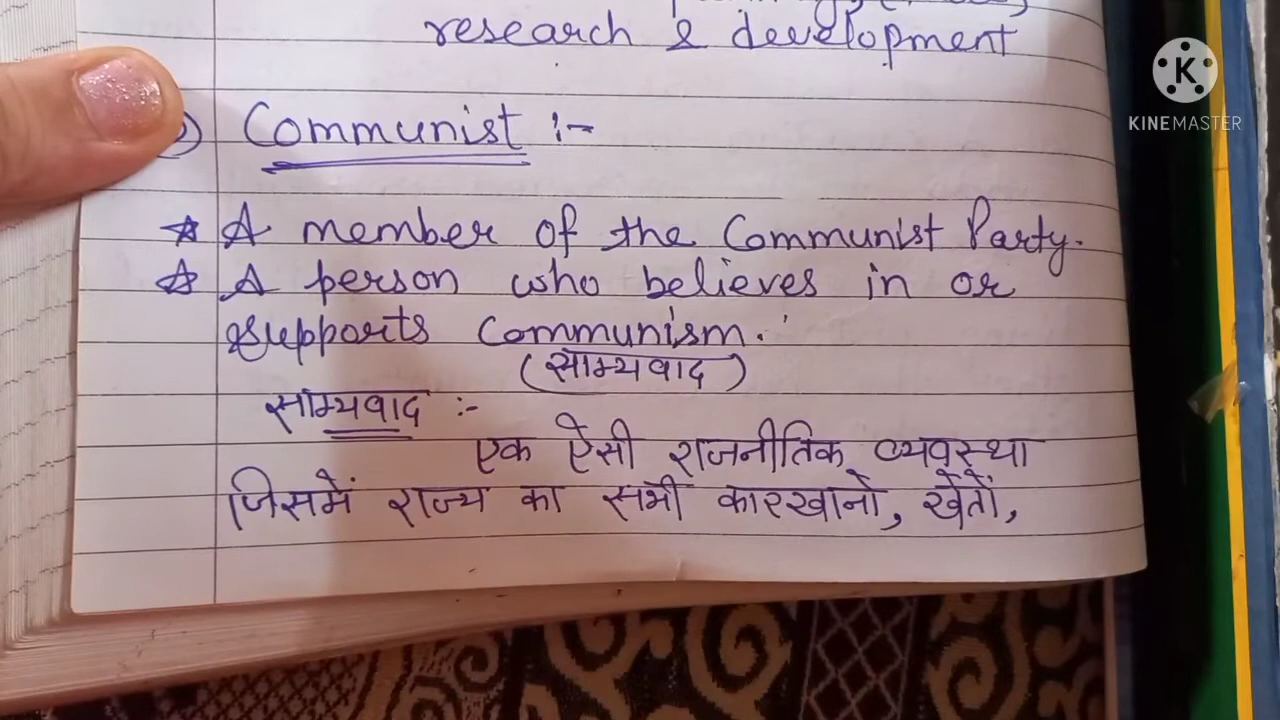 research & development
Communist :-
☆ A member of the Communist Party.
☆ A person who believes in or
supports Communism.
(साम्यवाद)
साम्यवाद :-
एक ऐसी राजनीतिक व्यवस्था
जिसमें राज्य का सभी कारखानो, खेतों,
K
KINEMASTER